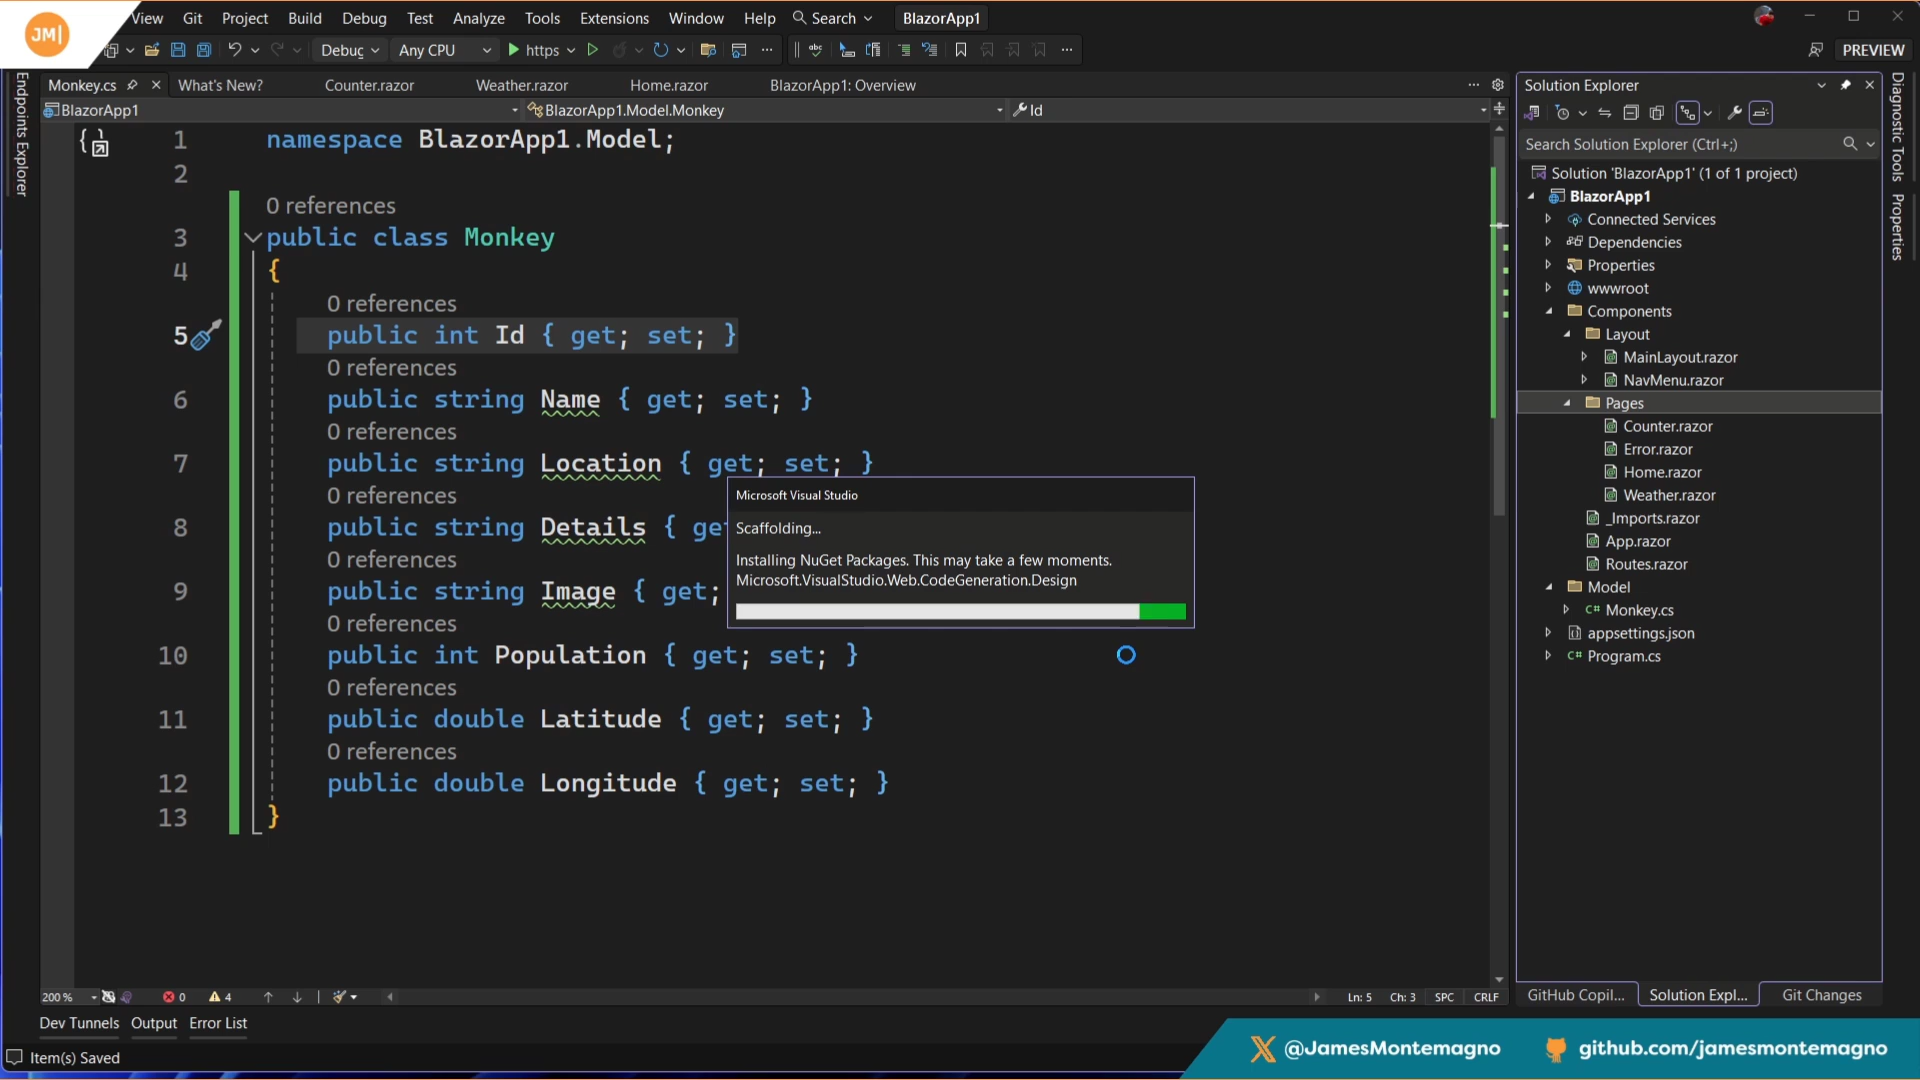 JM|
View Git Project Build Debug Test Analyze Tools Extensions Window Help Search BlazorApp1
Debug Any CPU https
PREVIEW
Endpoints Explorer
Monkey.cs What's New? Counter.razor Weather.razor Home.razor BlazorApp1: Overview
BlazorApp1 BlazorApp1.Model.Monkey Id
1 namespace BlazorApp1.Model;
2
0 references
3 public class Monkey
4 {
0 references
5 public int Id { get; set; }
0 references
6 public string Name { get; set; }
0 references
7 public string Location { get; set; }
0 references
8 public string Details { ge
0 references
9 public string Image { get;
0 references
10 public int Population { get; set; }
0 references
11 public double Latitude { get; set; }
0 references
12 public double Longitude { get; set; }
13 }
Microsoft Visual Studio
Scaffolding...
Installing NuGet Packages. This may take a few moments.
Microsoft.VisualStudio.Web.CodeGeneration.Design
Solution Explorer
Search Solution Explorer (Ctrl+;)
Solution 'BlazorApp1' (1 of 1 project)
BlazorApp1
Connected Services
Dependencies
Properties
wwwroot
Components
Layout
MainLayout.razor
NavMenu.razor
Pages
Counter.razor
Error.razor
Home.razor
Weather.razor
_Imports.razor
App.razor
Routes.razor
Model
C# Monkey.cs
appsettings.json
C# Program.cs
Diagnostic Tools
Properties
200 % 0 4 Ln: 5 Ch: 3 SPC CRLF
GitHub Copil... Solution Expl... Git Changes
Dev Tunnels Output Error List
Item(s) Saved
@JamesMontemagno github.com/jamesmontemagno